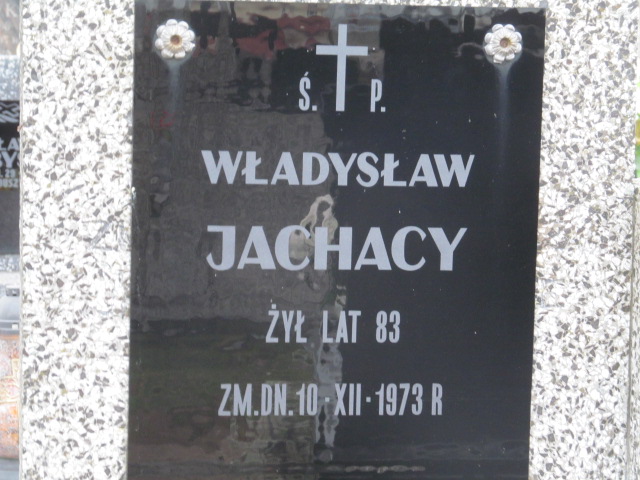 Ś. P.
WŁADYSŁAW
JACHACY
ŻYŁ LAT 83
ZM.DN.10-XII-1973 R